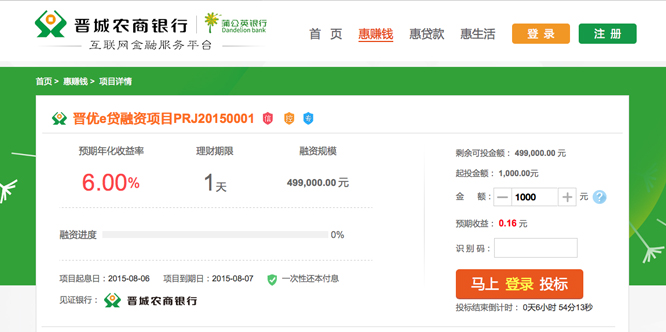 晋城农商银行 蒲公英银行
Dandelion bank
互联网金融服务平台
首 页 惠赚钱 惠贷款 惠生活 登 录 注 册
首页 > 惠赚钱 > 项目详情
晋优e贷融资项目PRJ20150001
预期年化收益率 理财期限 融资规模
6.00% 1天 499,000.00 元
融资进度 0%
项目起息日：2015-08-06 项目到期日：2015-08-07 一次性还本付息
见证银行： 晋城农商银行
剩余可投金额： 499,000.00 元
起投金额： 1,000.00元
金 额： 1000 元 ?
预期收益： 0.16 元
识 别 码：
马上 登录 投标
投标结束倒计时： 0天6小时 54分13秒